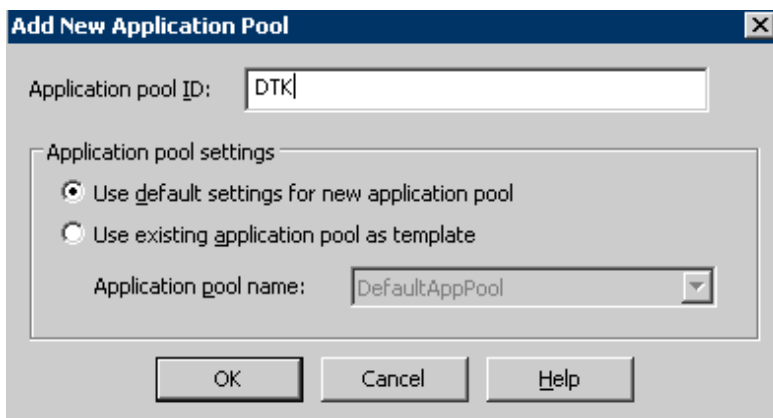 Add New Application Pool
Application pool ID: DTK
Application pool settings
Use default settings for new application pool
Use existing application pool as template
Application pool name: DefaultAppPool
OK Cancel Help